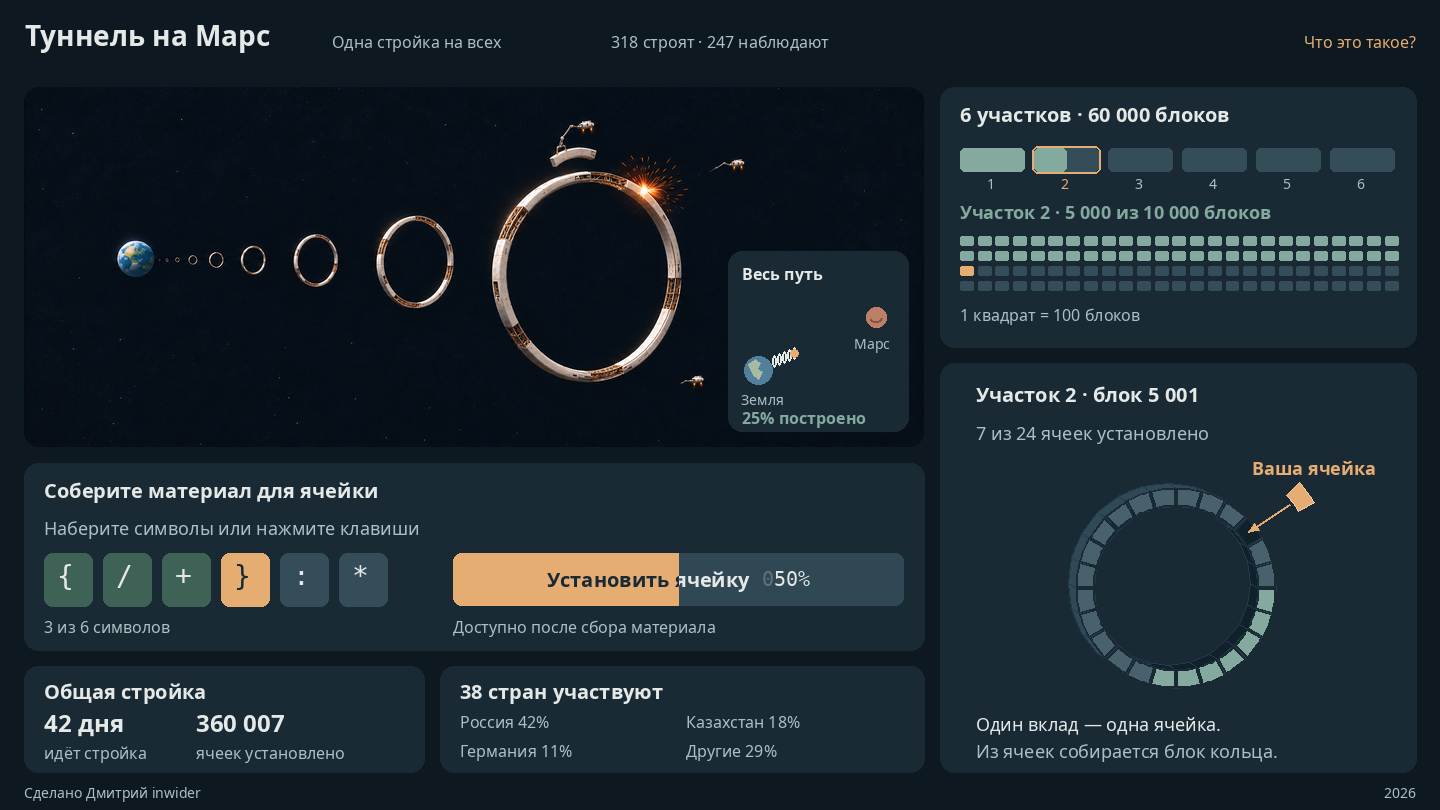 Туннель на Марс
Одна стройка на всех
318 строят · 247 наблюдают
Что это такое?
Весь путь
Марс
Земля
25% построено
6 участков · 60 000 блоков
1 2 3 4 5 6
Участок 2 · 5 000 из 10 000 блоков
1 квадрат = 100 блоков
Соберите материал для ячейки
Наберите символы или нажмите клавиши
{ / + } : *
Установить ячейку 050%
3 из 6 символов
Доступно после сбора материала
Участок 2 · блок 5 001
7 из 24 ячеек установлено
Ваша ячейка
Один вклад — одна ячейка.
Из ячеек собирается блок кольца.
Общая стройка
42 дня
360 007
идёт стройка
ячеек установлено
38 стран участвуют
Россия 42%
Казахстан 18%
Германия 11%
Другие 29%
Сделано Дмитрий inwider
2026